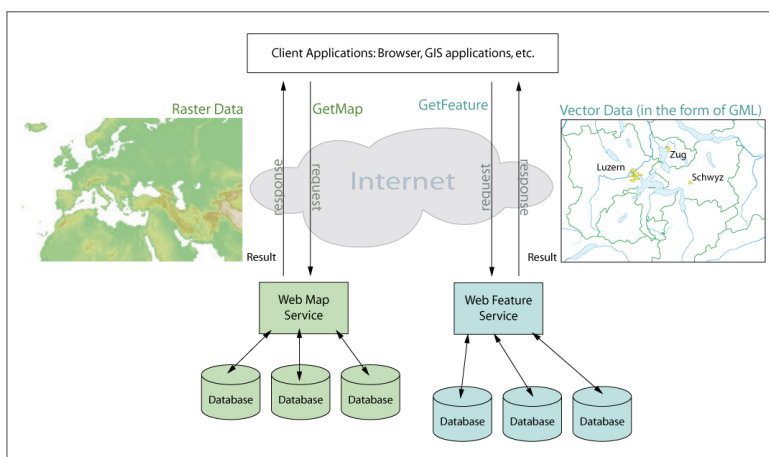 Client Applications: Browser, GIS applications, etc.
Raster Data
GetMap
GetFeature
Vector Data (in the form of GML)
response
request
Internet
request
response
Zug
Luzern
Schwyz
Result
Result
Web Map
Service
Web Feature
Service
Database
Database
Database
Database
Database
Database